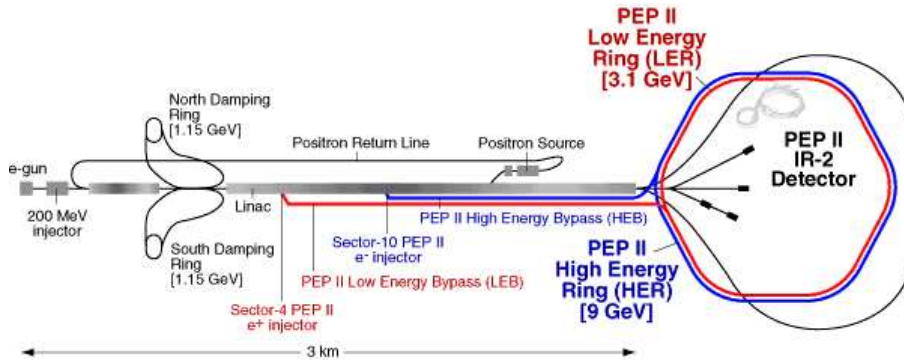 PEP II
Low Energy
Ring (LER)
[3.1 GeV]
North Damping
Ring
[1.15 GeV]
Positron Return Line
Positron Source
e-gun
PEP II
IR-2
Detector
200 MeV
injector
Linac
PEP II High Energy Bypass (HEB)
South Damping
Ring
[1.15 GeV]
Sector-10 PEP II
e⁻ injector
PEP II Low Energy Bypass (LEB)
PEP II
High Energy
Ring (HER)
[9 GeV]
Sector-4 PEP II
e⁺ injector
3 km